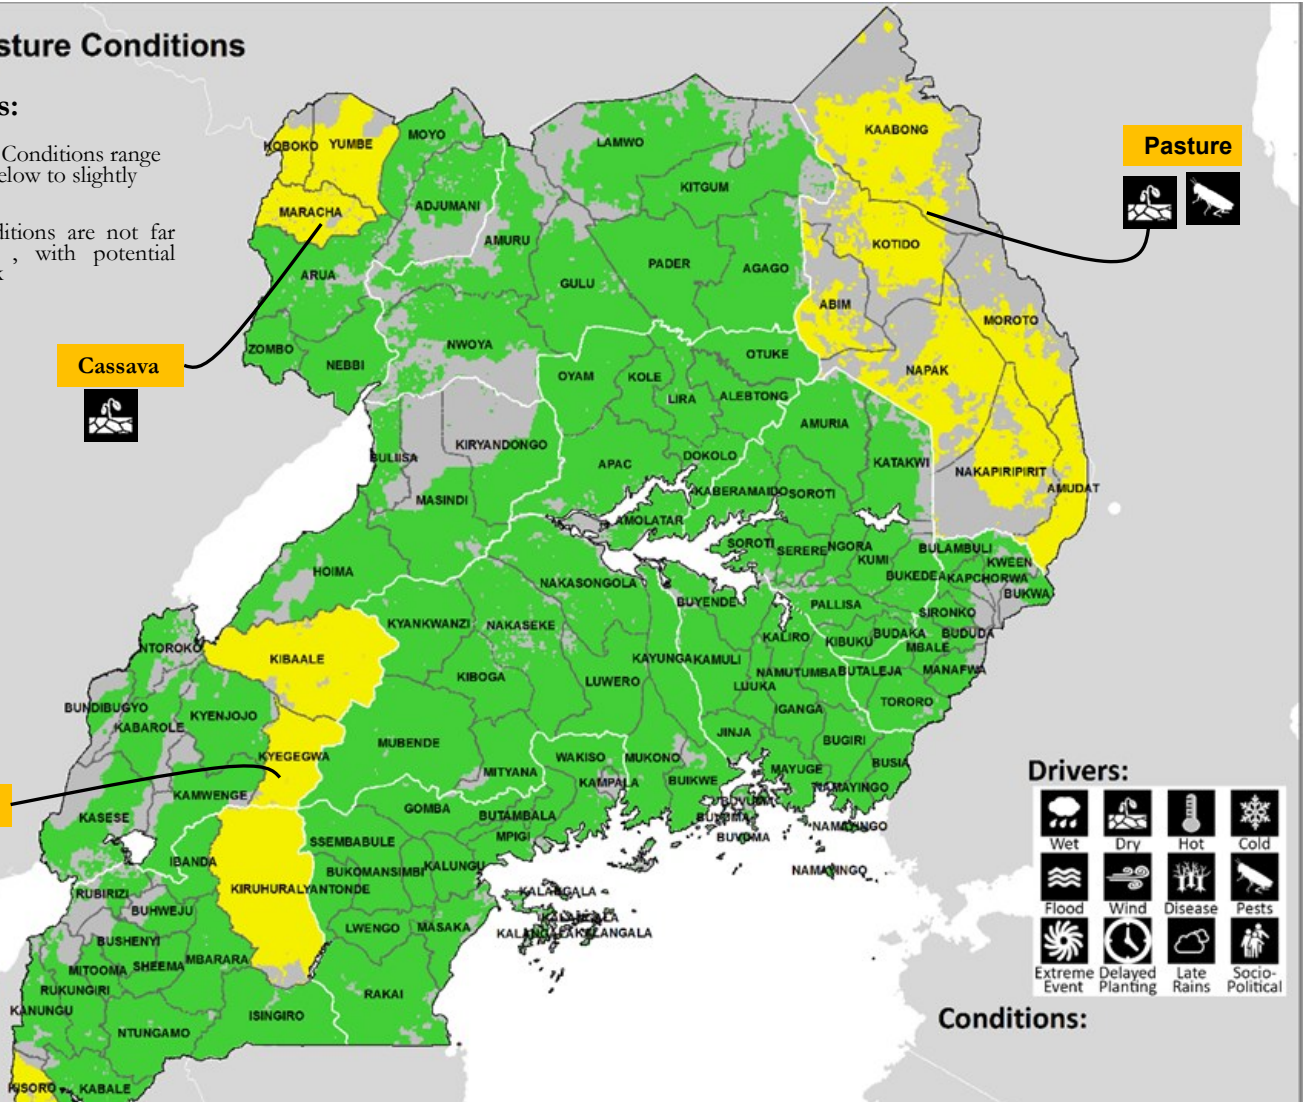 sture Conditions
s:
Conditions range
elow to slightly
ditions are not far
, with potential
Pasture
Cassava
KOBOKO
YUMBE
MOYO
LAMWO
KAABONG
KITGUM
MARACHA
ADJUMANI
AMURU
KOTIDO
PADER
AGAGO
ARUA
GULU
ABIM
MOROTO
NWOYA
ZOMBO
NEBBI
OTUKE
OYAM
KOLE
NAPAK
LIRA
ALEBTONG
AMURIA
KIRYANDONGO
BULIISA
DOKOLO
APAC
KATAKWI
NAKAPIRIPIRIT
AMUDAT
KABERAMAIDO
SOROTI
MASINDI
AMOLATAR
SOROTI
SERERE
NGORA
KUMI
BULAMBULI
KWEEN
HOIMA
NAKASONGOLA
BUKEDEA
KAPCHORWA
BUKWA
BUYENDE
PALLISA
SIRONKO
KYANKWANZI
NAKASEKE
KALIRO
KIBUKU
BUDAKA
BUDUDA
MBALE
NTOROKO
KIBAALE
KAYUNGA
KAMULI
NAMUTUMBA
BUTALEJA
MANAFWA
KIBOGA
LUWERO
LUUKA
BUNDIBUGYO
KYENJOJO
KABAROLE
IGANGA
TORORO
JINJA
BUGIRI
MUBENDE
KYEGEGWA
WAKISO
MUKONO
BUSIA
MITYANA
KAMPALA
BUIKWE
MAYUGE
NAMAYINGO
KAMWENGE
GOMBA
BUTAMBALA
BUVUMA
BUVUMA
BUVUMA
NAMAYINGO
KASESE
MPIGI
SSEMBABULE
IBANDA
BUKOMANSIMBI
KALUNGU
NAMAYINGO
KIRUHURA
LYANTONDE
RUBIRIZI
BUHWEJU
KALANGALA
KALANGALA
KALANGALA
KALANGALA
LWENGO
MASAKA
BUSHENYI
MITOOMA
SHEEMA
MBARARA
RUKUNGIRI
KANUNGU
RAKAI
ISINGIRO
NTUNGAMO
KISORO
KABALE
Drivers:
Wet Dry Hot Cold
Flood Wind Disease Pests
Extreme Delayed Late Socio-
Event Planting Rains Political
Conditions: